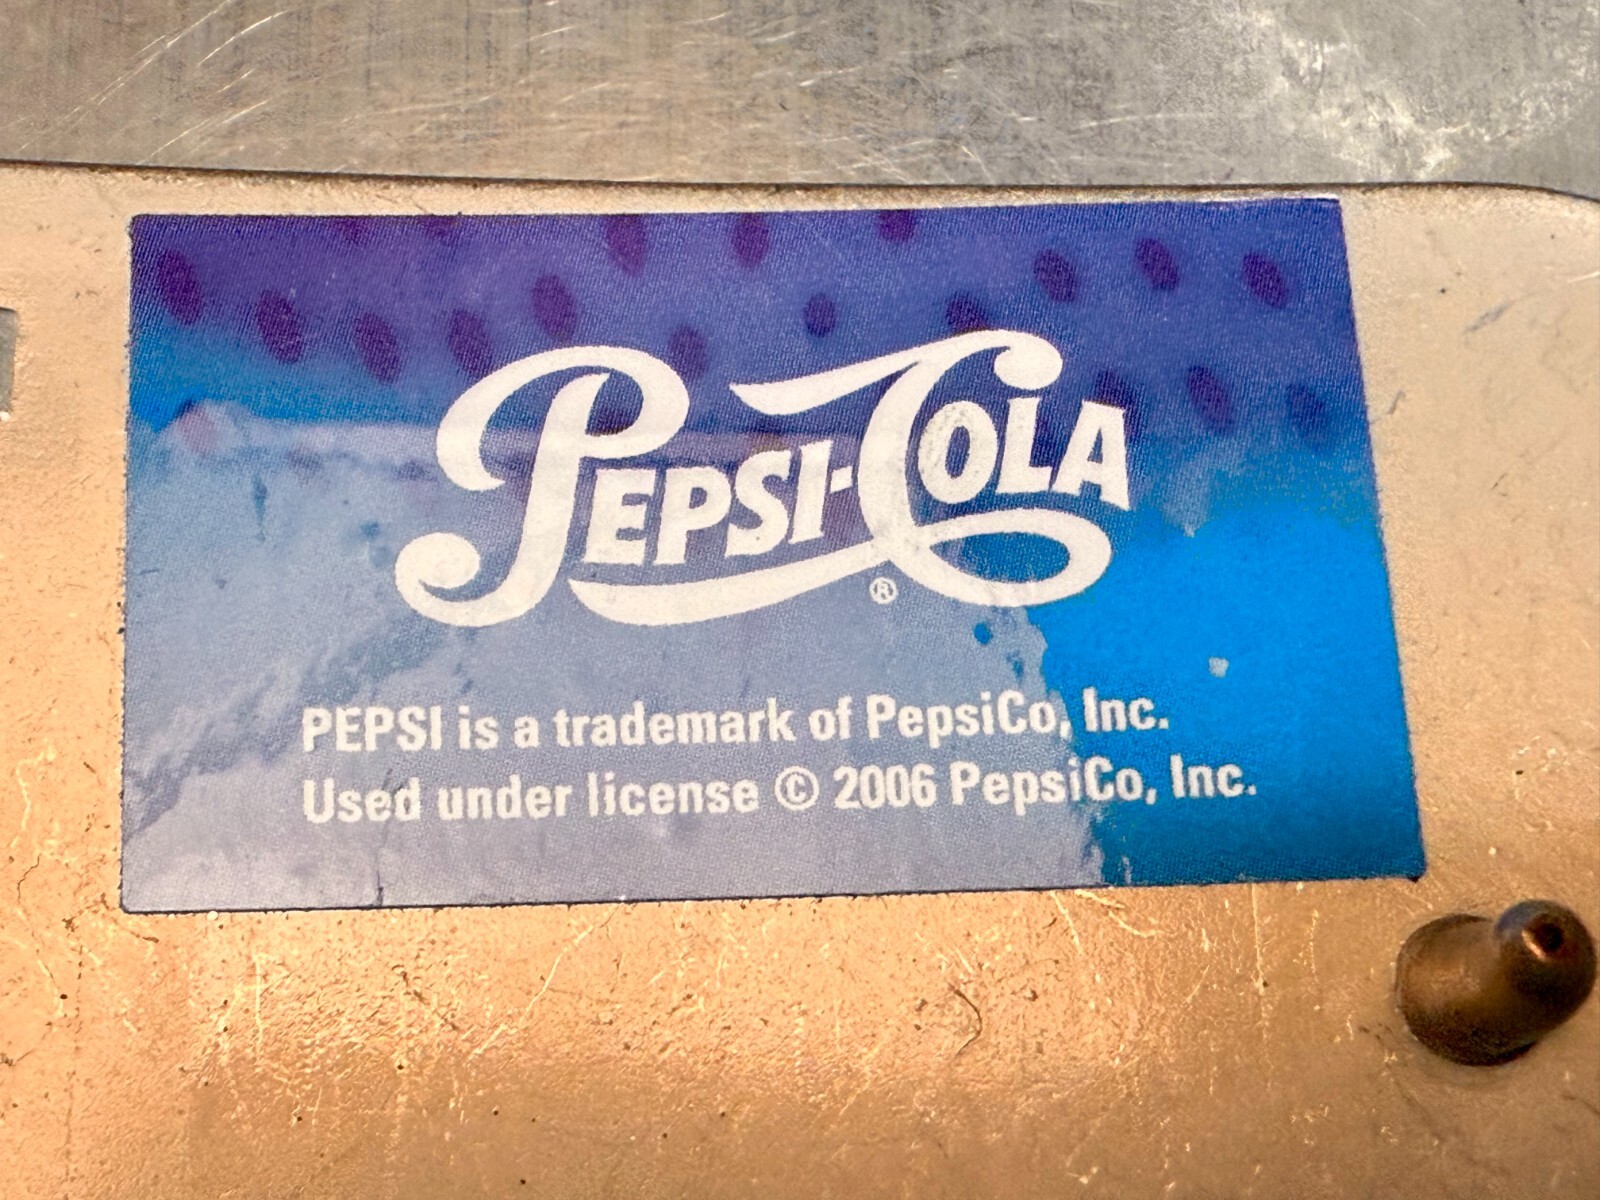 PEPSI-COLA
®
PEPSI is a trademark of PepsiCo, Inc.
Used under license © 2006 PepsiCo, Inc.